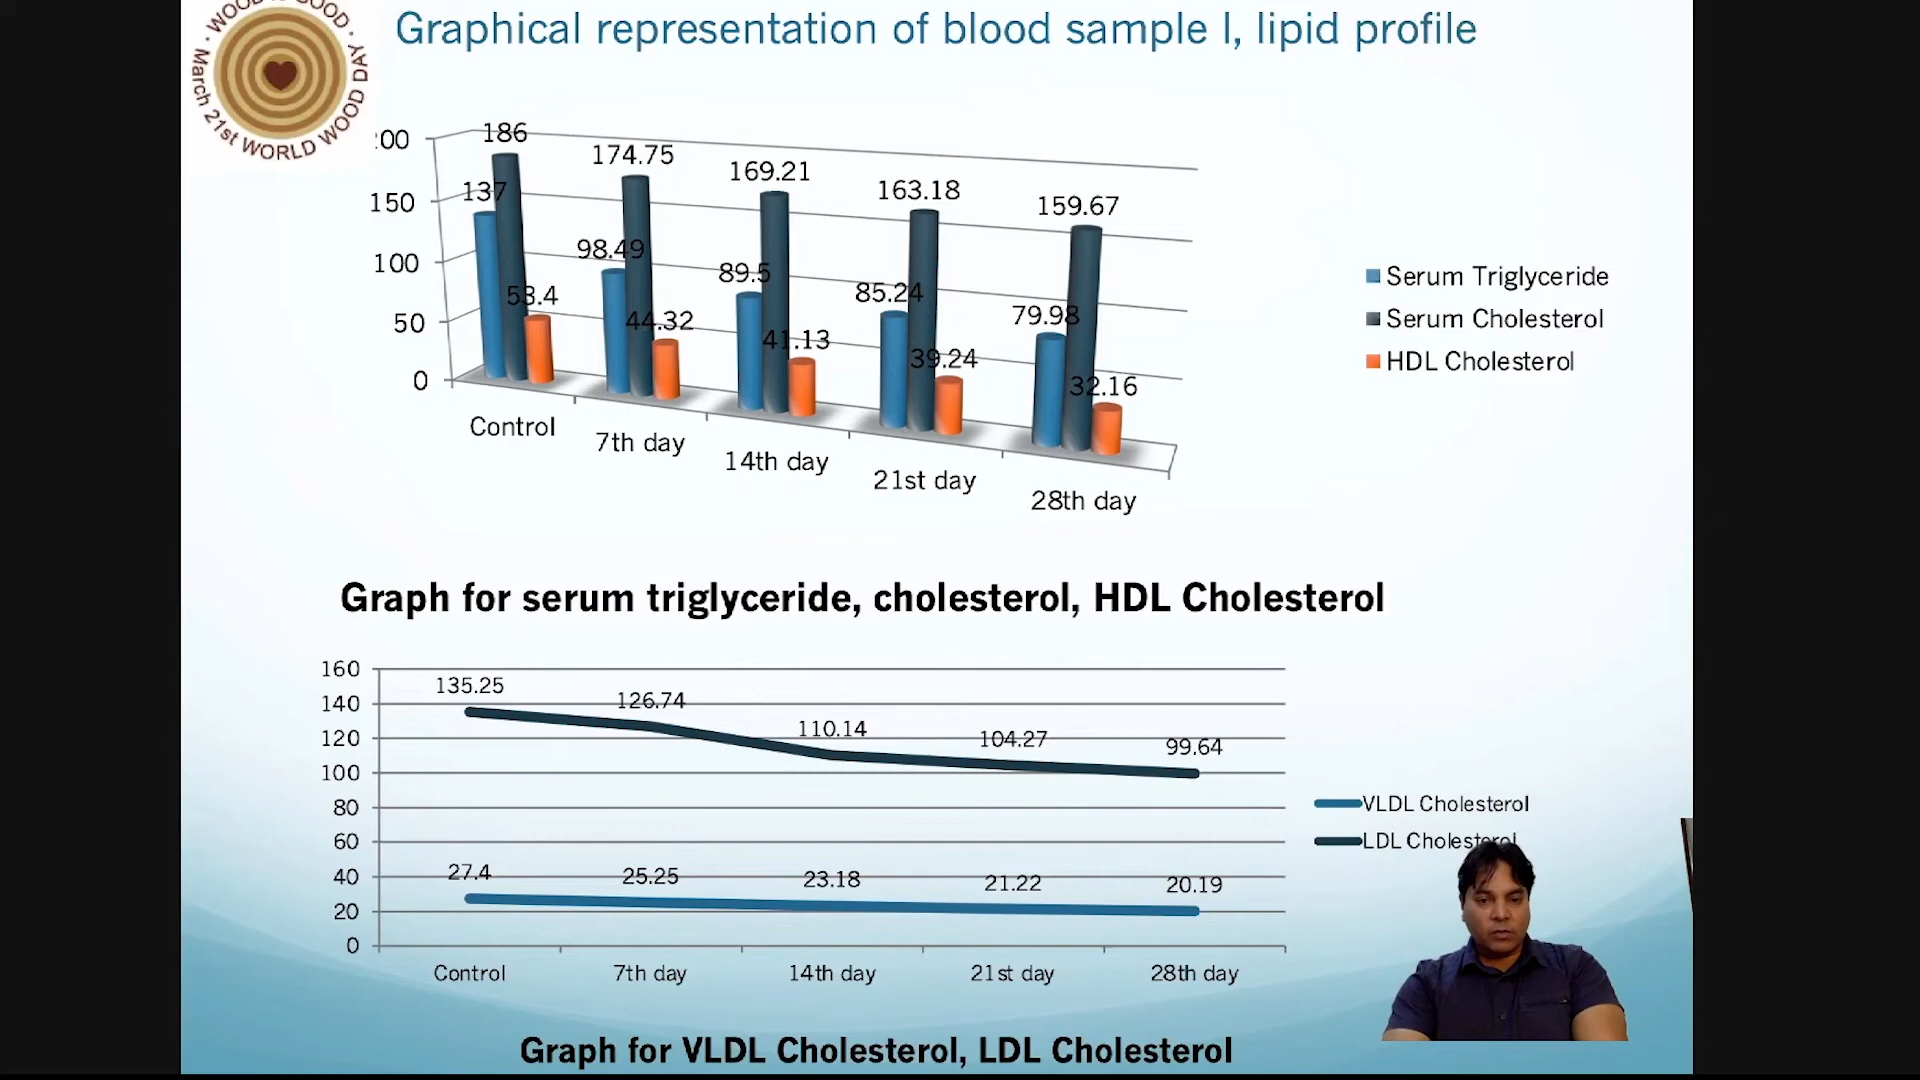 WOOD IS GOOD · March 21st WORLD WOOD DAY ·
Graphical representation of blood sample I, lipid profile
200
150
100
50
0
186
137
53.4
174.75
98.49
44.32
169.21
89.5
41.13
163.18
85.24
39.24
159.67
79.98
32.16
Control
7th day
14th day
21st day
28th day
Serum Triglyceride
Serum Cholesterol
HDL Cholesterol
Graph for serum triglyceride, cholesterol, HDL Cholesterol
160
140
120
100
80
60
40
20
0
135.25
126.74
110.14
104.27
99.64
27.4
25.25
23.18
21.22
20.19
Control
7th day
14th day
21st day
28th day
VLDL Cholesterol
LDL Cholesterol
Graph for VLDL Cholesterol, LDL Cholesterol